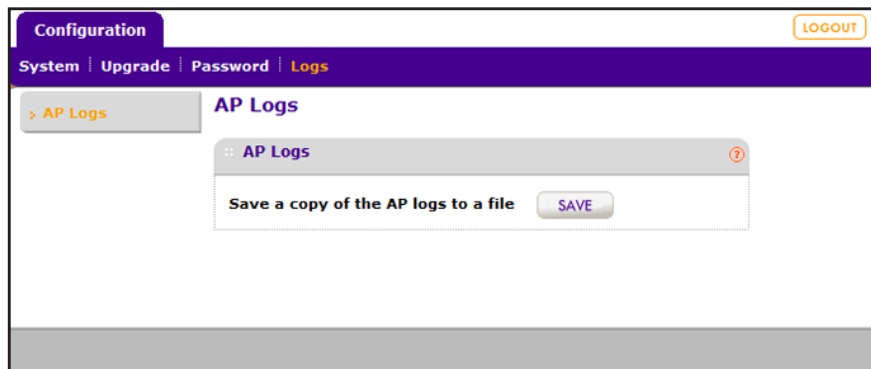 Configuration
LOGOUT
System Upgrade Password Logs
> AP Logs
AP Logs
AP Logs
?
Save a copy of the AP logs to a file SAVE